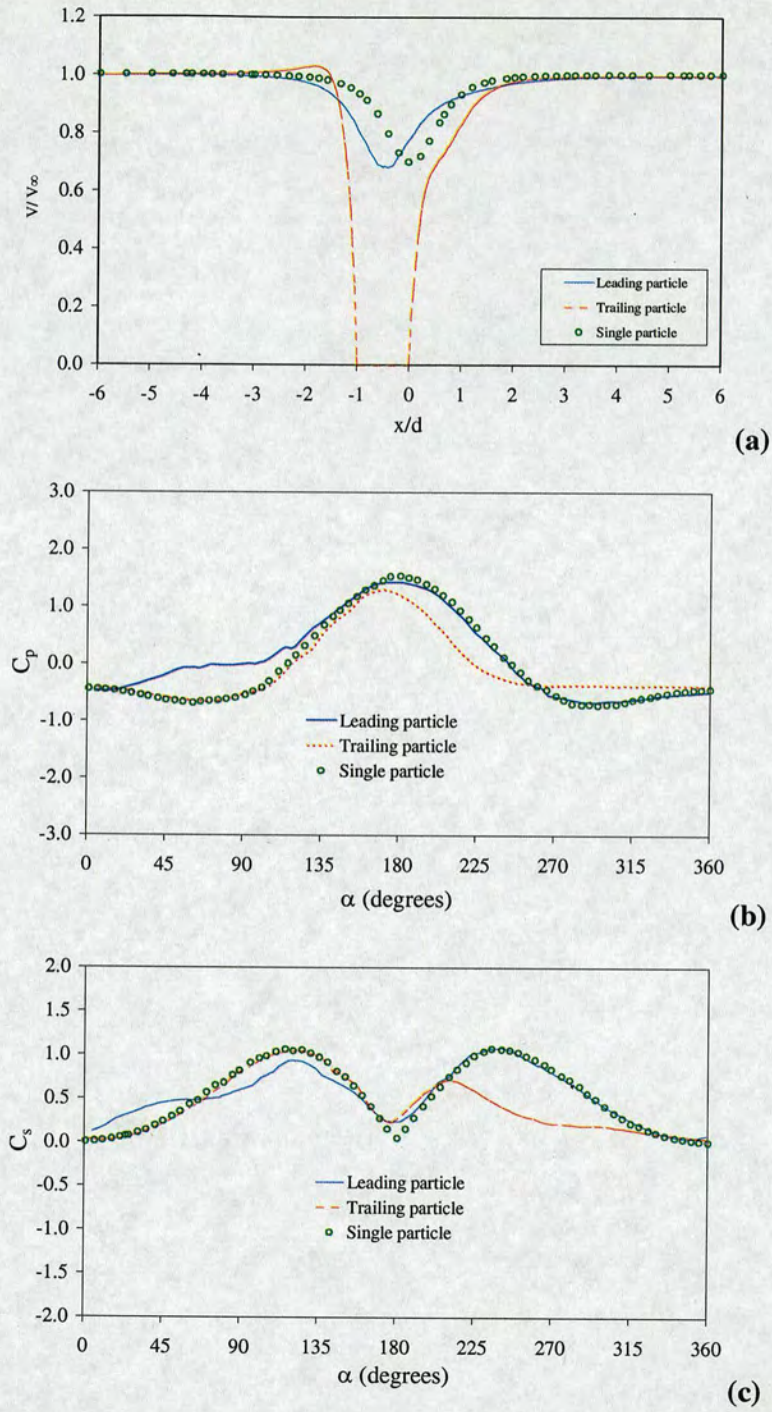 1.2
1.0
0.8
0.6
0.4
0.2
0.0
v/ v∞
Leading particle
Trailing particle
Single particle
-6 -5 -4 -3 -2 -1 0 1 2 3 4 5 6
x/d
(a)
3.0
2.0
1.0
0.0
-1.0
-2.0
-3.0
Cp
Leading particle
Trailing particle
Single particle
0 45 90 135 180 225 270 315 360
α (degrees)
(b)
2.0
1.5
1.0
0.5
0.0
-0.5
-1.0
-1.5
-2.0
Cs
Leading particle
Trailing particle
Single particle
0 45 90 135 180 225 270 315 360
α (degrees)
(c)